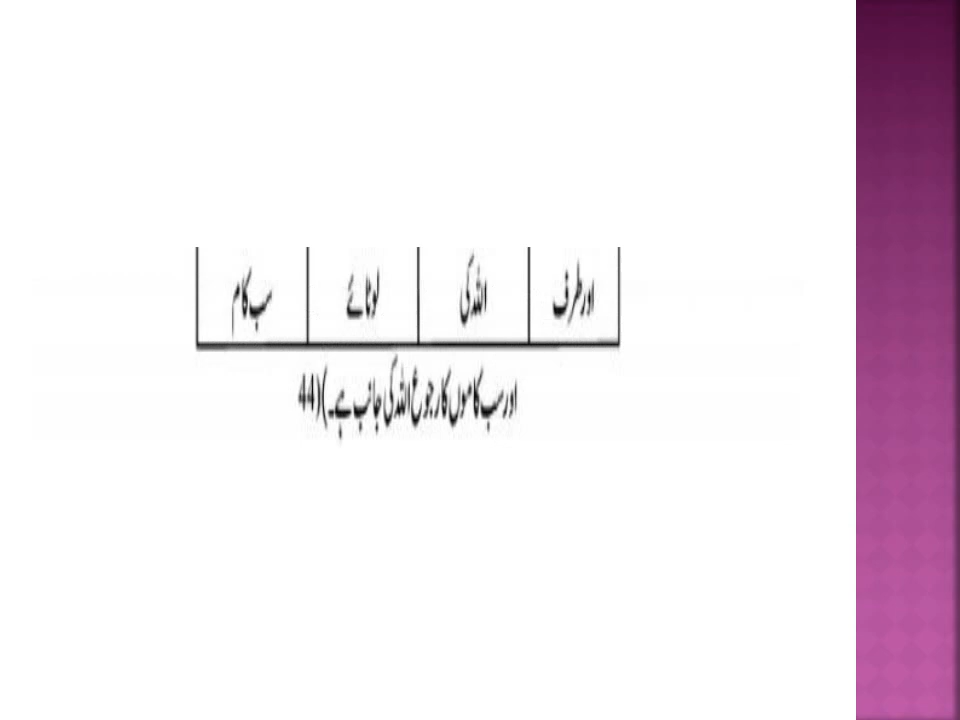 اور طرف اللہ کی لوٹائے سب کام
اور سب کاموں کا رجوع اللہ کی جانب ہے۔)(44